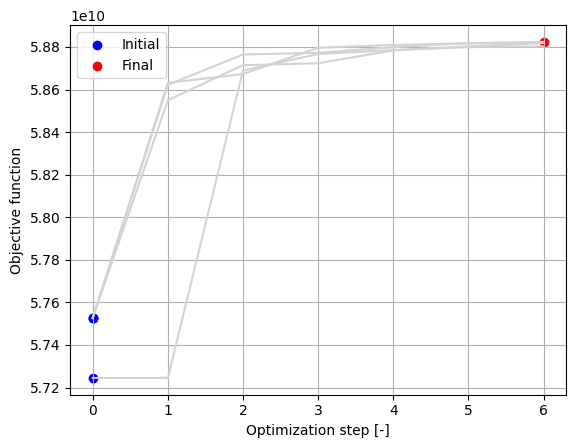 1e10
5.88
5.86
5.84
5.82
5.80
5.78
5.76
5.74
5.72
Objective function
Initial
Final
0 1 2 3 4 5 6
Optimization step [-]